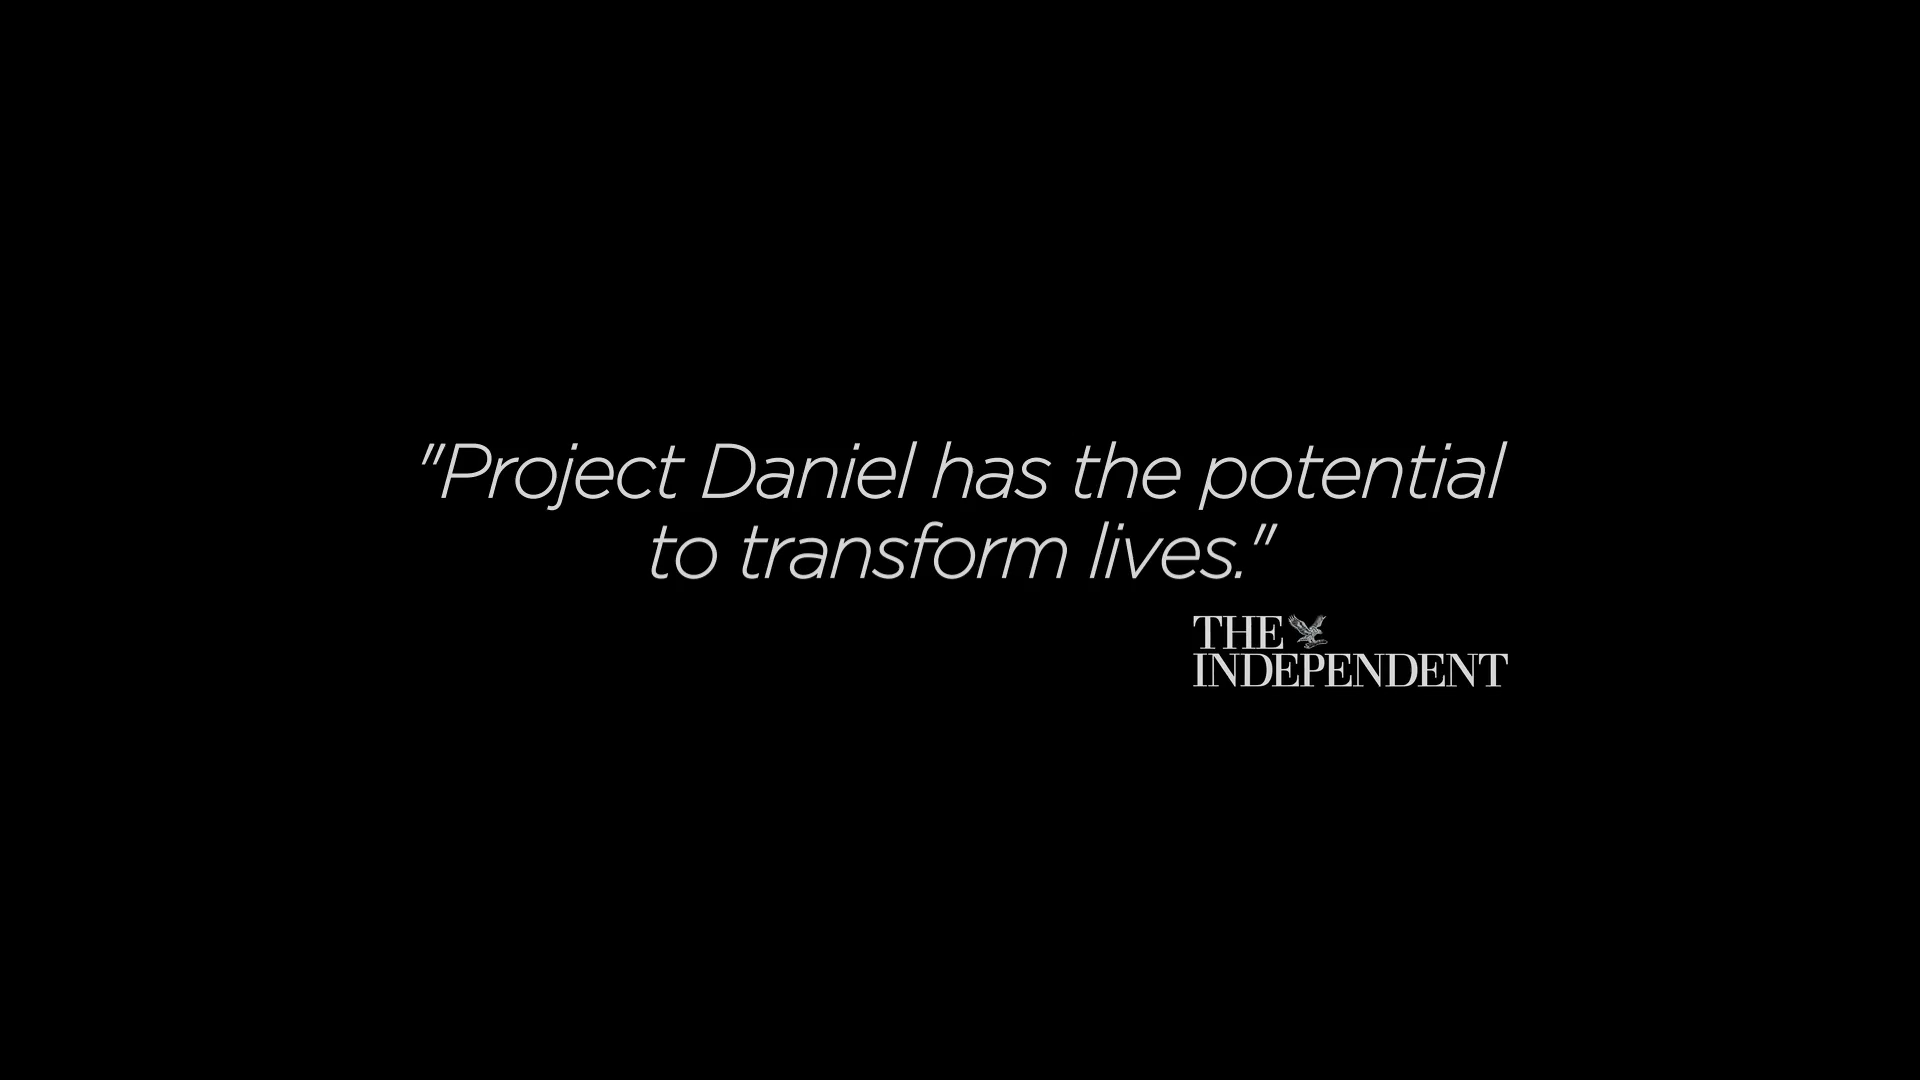 "Project Daniel has the potential
to transform lives."
THE
INDEPENDENT